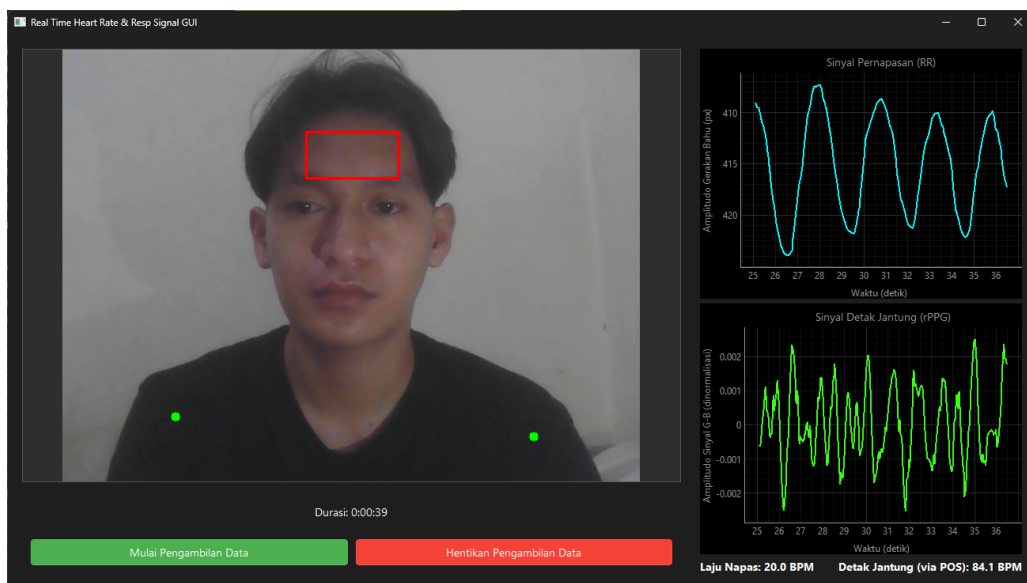 Real Time Heart Rate & Resp Signal GUI
Sinyal Pernapasan (RR)
Amplitudo Gerakan Bahu (px)
410
415
420
25 26 27 28 29 30 31 32 33 34 35 36
Waktu (detik)
Sinyal Detak Jantung (rPPG)
Amplitudo Sinyal G-B (dinormalisasi)
0.002
0.001
0
-0.001
-0.002
25 26 27 28 29 30 31 32 33 34 35 36
Waktu (detik)
Durasi: 0:00:39
Mulai Pengambilan Data
Hentikan Pengambilan Data
Laju Napas: 20.0 BPM
Detak Jantung (via POS): 84.1 BPM